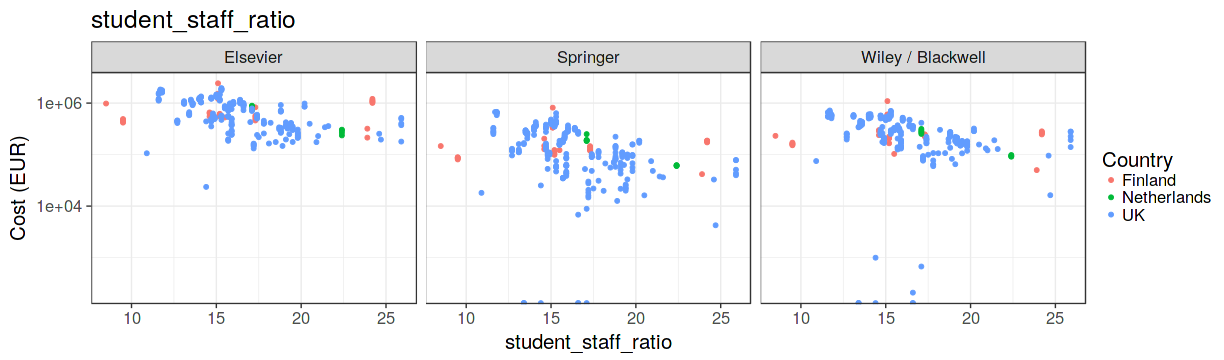 student_staff_ratio
Elsevier
Springer
Wiley / Blackwell
Cost (EUR)
1e+06
1e+04
10 15 20 25
10 15 20 25
10 15 20 25
student_staff_ratio
Country
Finland
Netherlands
UK